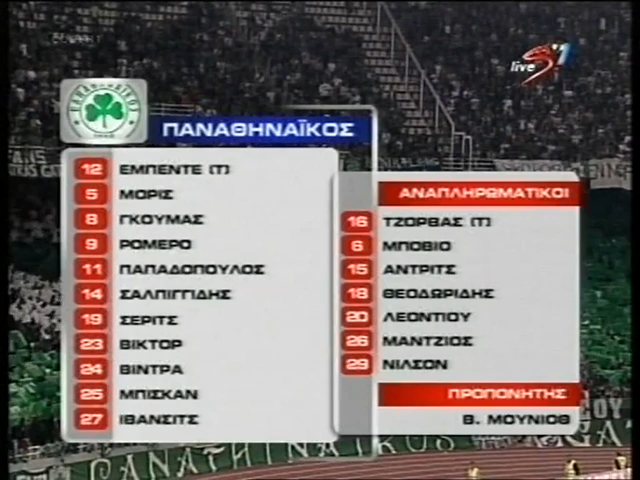 live S 1
ΠΑΝΑΘΗΝΑΪΚΟΣ
12 ΕΜΠΕΝΤΕ (Τ)
5 ΜΟΡΙΣ
8 ΓΚΟΥΜΑΣ
9 ΡΟΜΕΡΟ
11 ΠΑΠΑΔΟΠΟΥΛΟΣ
14 ΣΑΛΠΙΓΓΙΔΗΣ
19 ΣΕΡΙΤΣ
23 ΒΙΚΤΟΡ
24 ΒΙΝΤΡΑ
25 ΜΠΙΣΚΑΝ
27 ΙΒΑΝΣΙΤΣ
ΑΝΑΠΛΗΡΩΜΑΤΙΚΟΙ
16 ΤΖΟΡΒΑΣ (Τ)
6 ΜΠΟΒΙΟ
15 ΑΝΤΡΙΤΣ
18 ΘΕΟΔΩΡΙΔΗΣ
20 ΛΕΟΝΤΙΟΥ
26 ΜΑΝΤΖΙΟΣ
29 ΝΙΛΣΟΝ
ΠΡΟΠΟΝΗΤΗΣ
Β. ΜΟΥΝΙΟΘ
PANATHINAIKOS